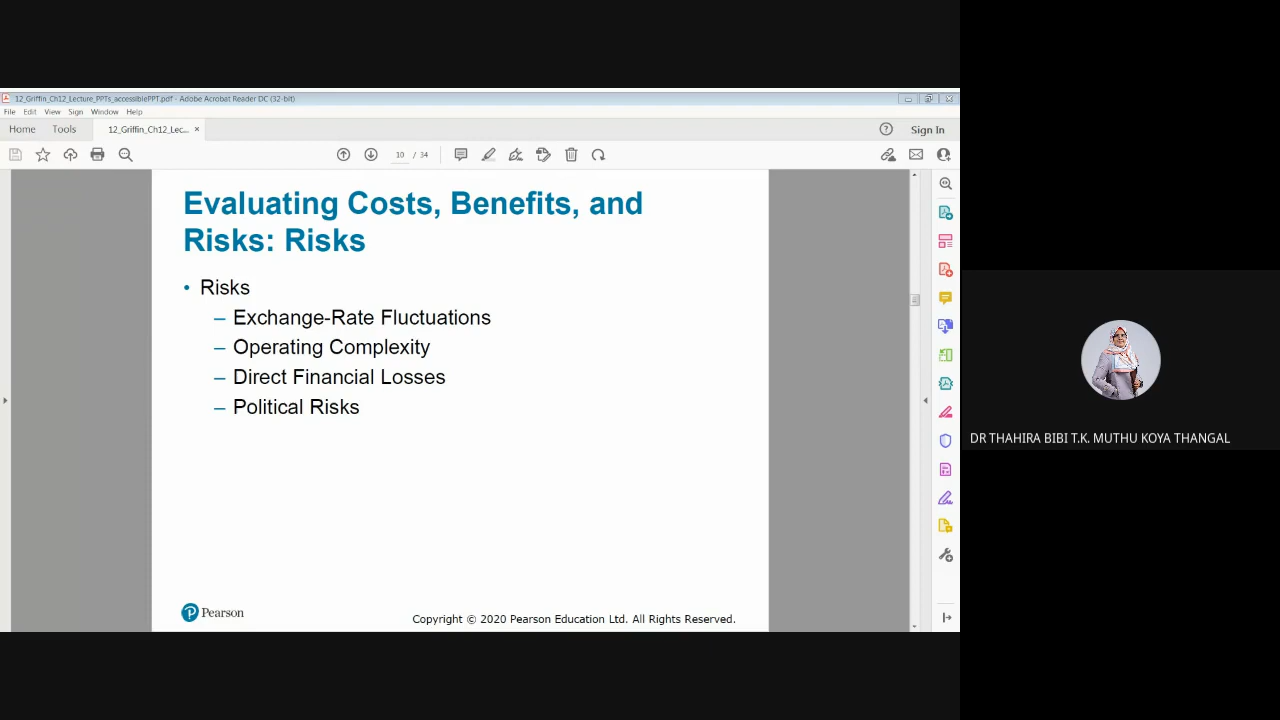 12_Griffin_Ch12_Lecture_PPTs_accessiblePPT.pdf - Adobe Acrobat Reader DC (32-bit)
File Edit View Sign Window Help
Home Tools 12_Griffin_Ch12_Lec... × Sign In
10 / 34
Evaluating Costs, Benefits, and
Risks: Risks
• Risks
– Exchange-Rate Fluctuations
– Operating Complexity
– Direct Financial Losses
– Political Risks
Pearson
Copyright © 2020 Pearson Education Ltd. All Rights Reserved.
DR THAHIRA BIBI T.K. MUTHU KOYA THANGAL